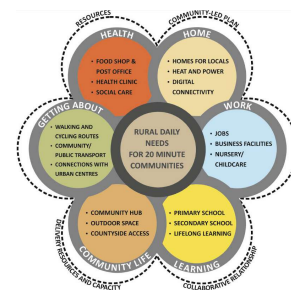 RESOURCES
COMMUNITY-LED PLAN
HEALTH
• FOOD SHOP &
POST OFFICE
• HEALTH CLINIC
• SOCIAL CARE
HOME
• HOMES FOR LOCALS
• HEAT AND POWER
• DIGITAL
CONNECTIVITY
GETTING ABOUT
• WALKING AND
CYCLING ROUTES
• COMMUNITY/
PUBLIC TRANSPORT
• CONNECTIONS WITH
URBAN CENTRES
RURAL DAILY
NEEDS
FOR 20 MINUTE
COMMUNITIES
WORK
• JOBS
• BUSINESS FACILITIES
• NURSERY/
CHILDCARE
• COMMUNITY HUB
• OUTDOOR SPACE
• COUNTRYSIDE ACCESS
COMMUNITY LIFE
• PRIMARY SCHOOL
• SECONDARY SCHOOL
• LIFELONG LEARNING
LEARNING
DELIVERY RESOURCES AND CAPACITY
COLLABORATIVE RELATIONSHIP